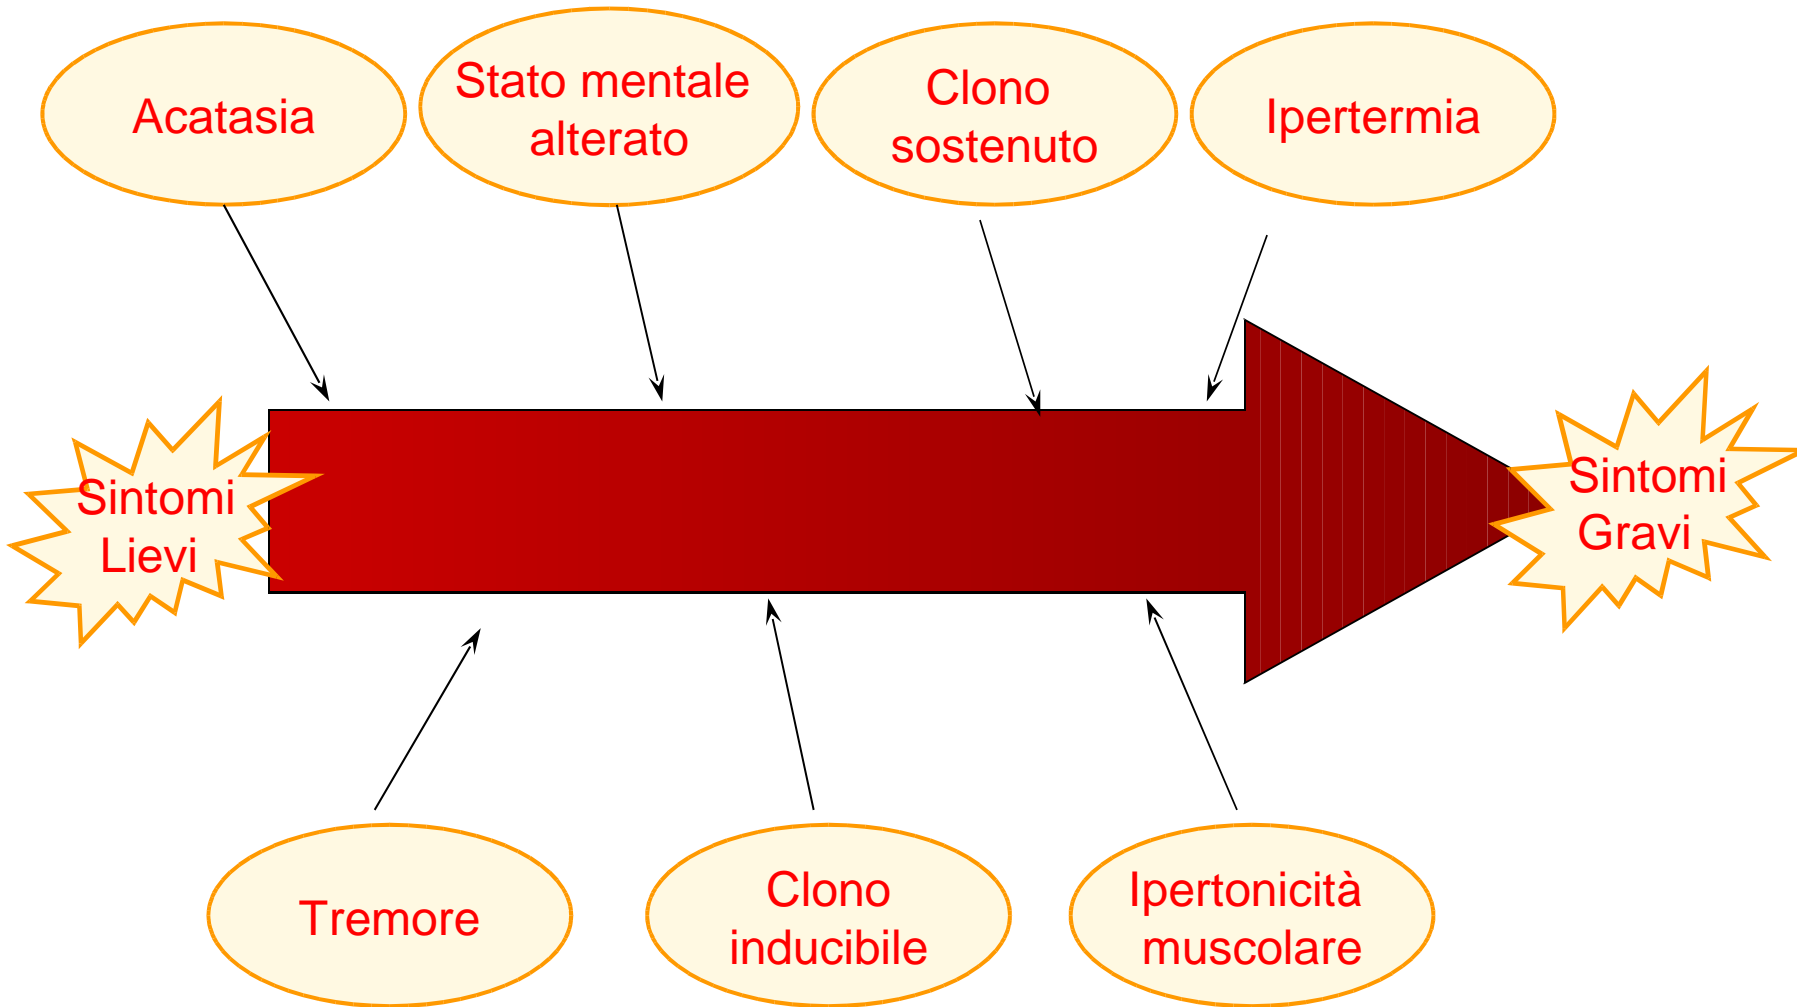 Acatasia
Stato mentale
alterato
Clono
sostenuto
Ipertermia
Sintomi
Lievi
Sintomi
Gravi
Tremore
Clono
inducibile
Ipertonicità
muscolare